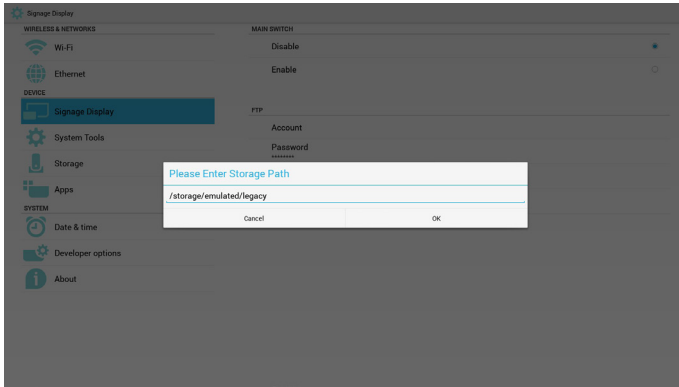 Signage Display
WIRELESS & NETWORKS
Wi-Fi
Ethernet
DEVICE
Signage Display
System Tools
Storage
Apps
SYSTEM
Date & time
Developer options
About
MAIN SWITCH
Disable
Enable
FTP
Account
Password
********
Please Enter Storage Path
/storage/emulated/legacy
Cancel OK